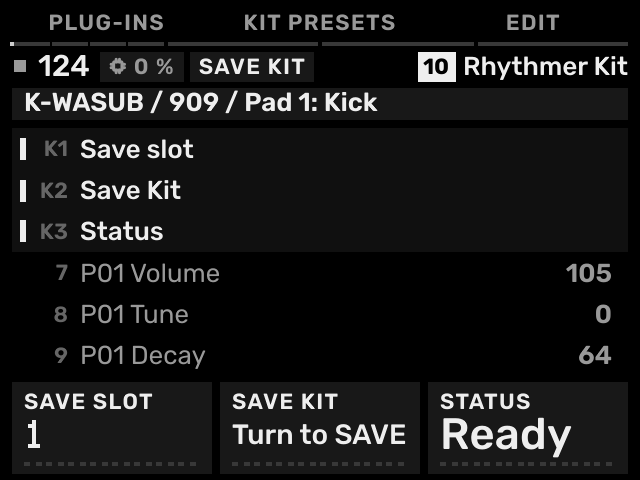 PLUG-INS KIT PRESETS EDIT
124 0 % SAVE KIT 10 Rhythmer Kit
K-WASUB / 909 / Pad 1: Kick
K1 Save slot
K2 Save Kit
K3 Status
7 P01 Volume 105
8 P01 Tune 0
9 P01 Decay 64
SAVE SLOT SAVE KIT STATUS
1 Turn to SAVE Ready